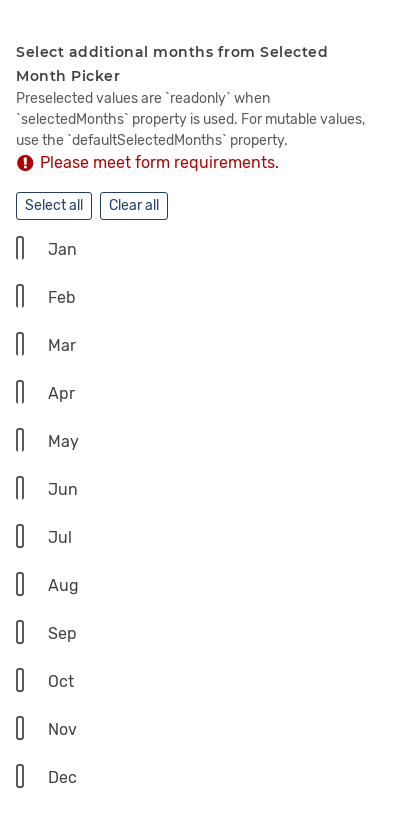 Select additional months from Selected
Month Picker
Preselected values are `readonly` when
`selectedMonths` property is used. For mutable values,
use the `defaultSelectedMonths` property.
Please meet form requirements.
Select all Clear all
Jan
Feb
Mar
Apr
May
Jun
Jul
Aug
Sep
Oct
Nov
Dec